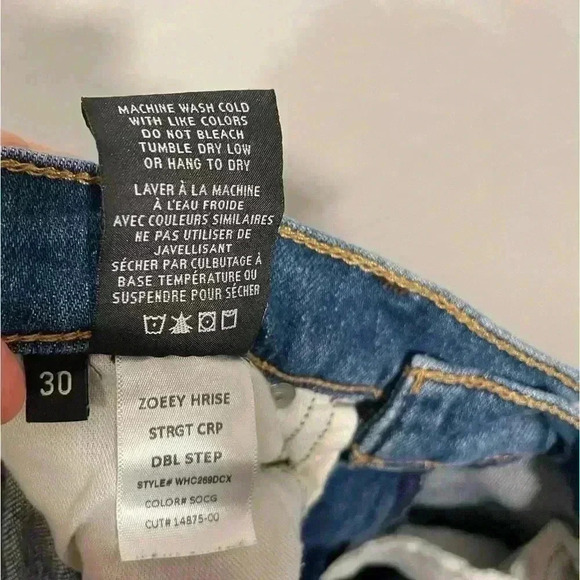 MACHINE WASH COLD
WITH LIKE COLORS
DO NOT BLEACH
TUMBLE DRY LOW
OR HANG TO DRY
LAVER À LA MACHINE
À L'EAU FROIDE
AVEC COULEURS SIMILAIRES
NE PAS UTILISER DE
JAVELLISANT
SÉCHER PAR CULBUTAGE À
BASE TEMPÉRATURE OU
SUSPENDRE POUR SÉCHER
30
ZOEEY HRISE
STRGT CRP
DBL STEP
STYLE# WHC269DCX
COLOR# SOCG
CUT# 14875-00